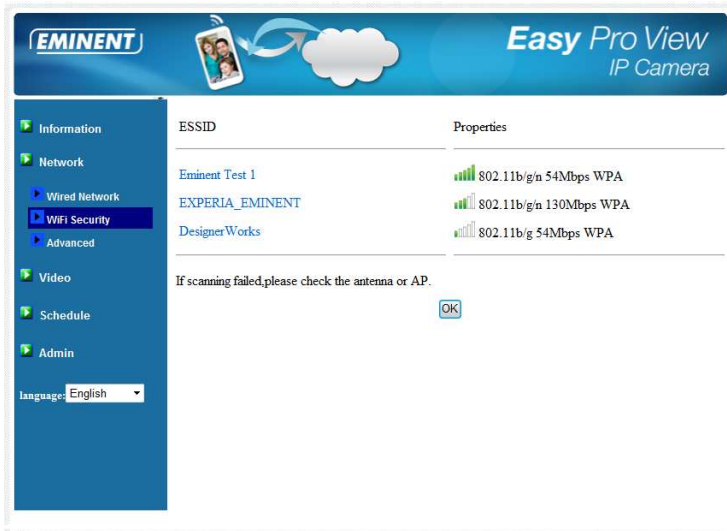 EMINENT
Easy Pro View
IP Camera
Information
Network
Wired Network
WiFi Security
Advanced
Video
Schedule
Admin
language: English
ESSID Properties
Eminent Test 1 802.11b/g/n 54Mbps WPA
EXPERIA_EMINENT 802.11b/g/n 130Mbps WPA
DesignerWorks 802.11b/g 54Mbps WPA
If scanning failed,please check the antenna or AP.
OK